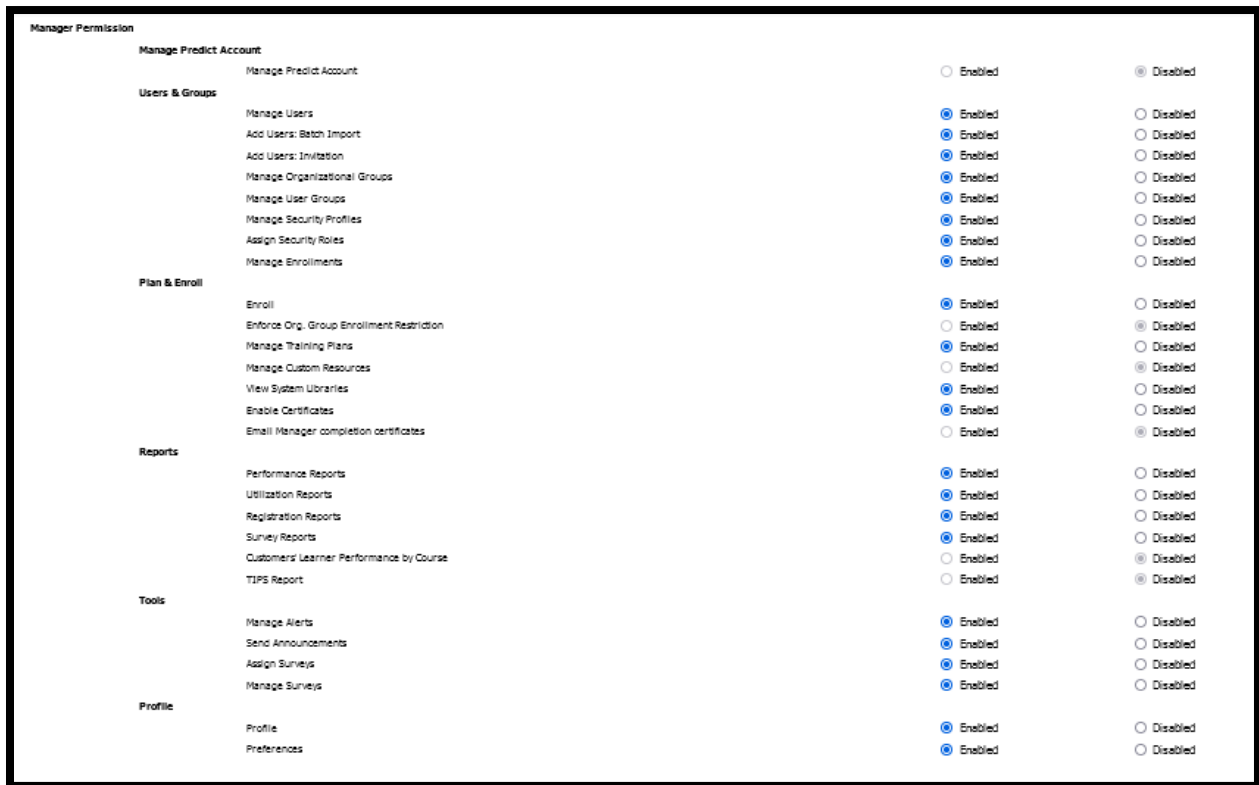 Manager Permission
Manage Predict Account
Manage Predict Account Enabled Disabled
Users & Groups
Manage Users Enabled Disabled
Add Users: Batch Import Enabled Disabled
Add Users: Invitation Enabled Disabled
Manage Organizational Groups Enabled Disabled
Manage User Groups Enabled Disabled
Manage Security Profiles Enabled Disabled
Assign Security Roles Enabled Disabled
Manage Enrollments Enabled Disabled
Plan & Enroll
Enroll Enabled Disabled
Enforce Org. Group Enrollment Restriction Enabled Disabled
Manage Training Plans Enabled Disabled
Manage Custom Resources Enabled Disabled
View System Libraries Enabled Disabled
Enable Certificates Enabled Disabled
Email Manager completion certificates Enabled Disabled
Reports
Performance Reports Enabled Disabled
Utilization Reports Enabled Disabled
Registration Reports Enabled Disabled
Survey Reports Enabled Disabled
Customers' Learner Performance by Course Enabled Disabled
TIPS Report Enabled Disabled
Tools
Manage Alerts Enabled Disabled
Send Announcements Enabled Disabled
Assign Surveys Enabled Disabled
Manage Surveys Enabled Disabled
Profile
Profile Enabled Disabled
Preferences Enabled Disabled